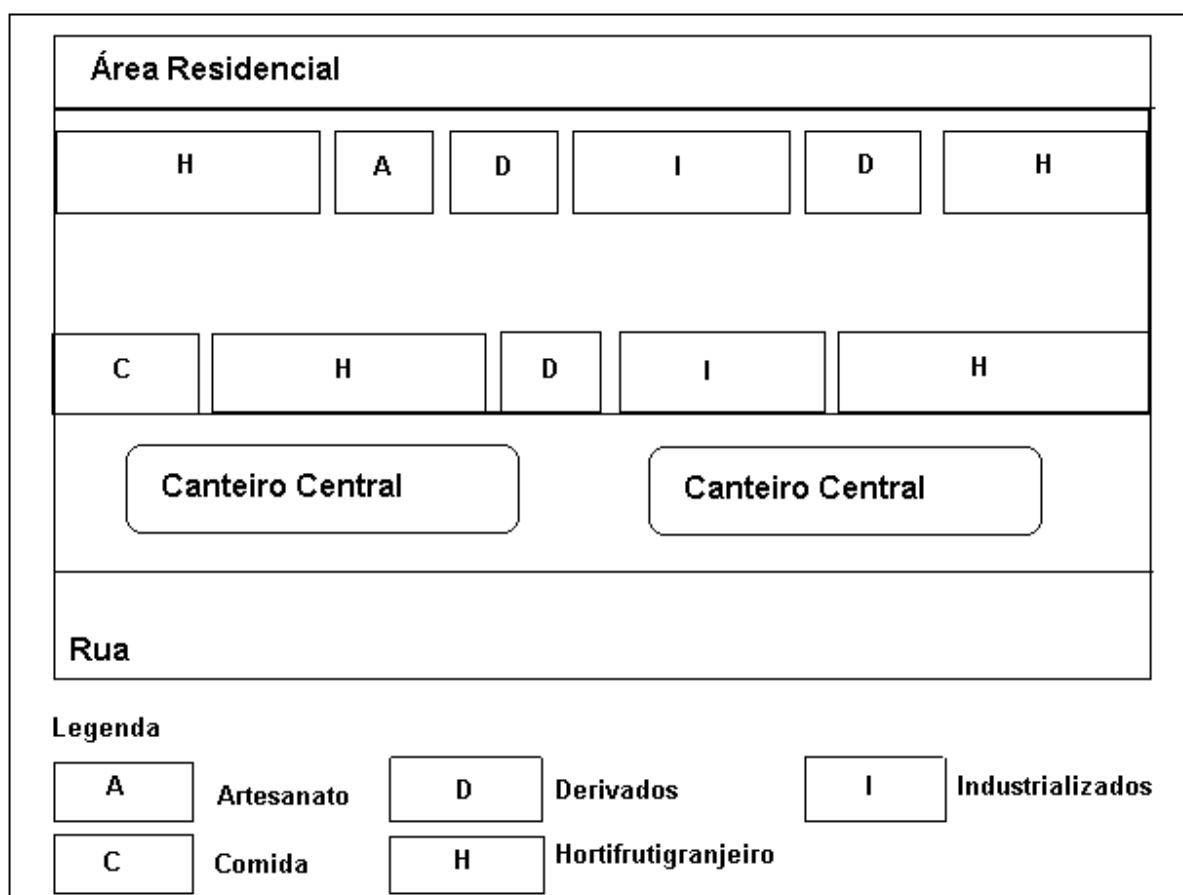 Área Residencial
H A D I D H
C H D I H
Canteiro Central Canteiro Central
Rua
Legenda
A Artesanato D Derivados I Industrializados
C Comida H Hortifrutigranjeiro